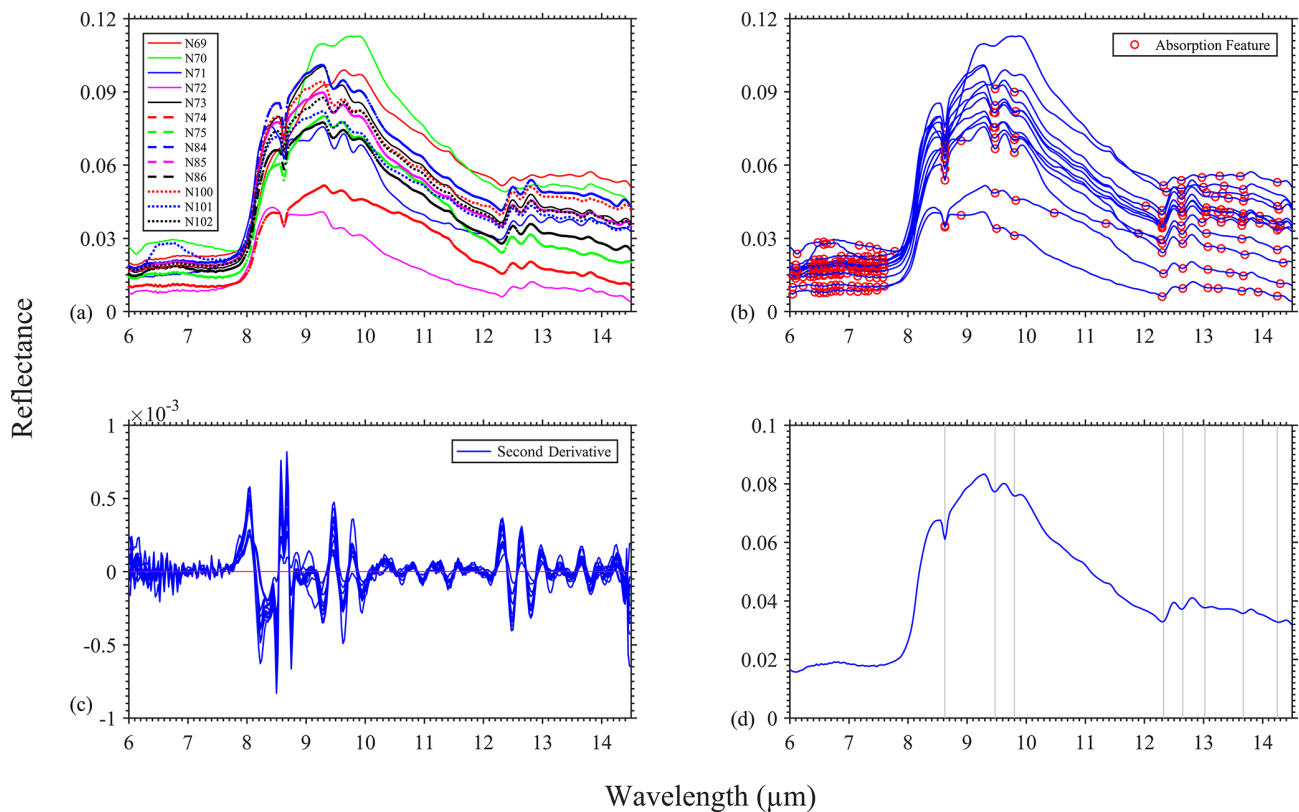 Reflectance
0.12
0.09
0.06
0.03
0
N69
N70
N71
N72
N73
N74
N75
N84
N85
N86
N100
N101
N102
(a)
6 7 8 9 10 11 12 13 14
0.12
0.09
0.06
0.03
0
Absorption Feature
(b)
6 7 8 9 10 11 12 13 14
×10⁻³
1
0.5
0
-0.5
-1
Second Derivative
(c)
6 7 8 9 10 11 12 13 14
0.1
0.08
0.06
0.04
0.02
0
(d)
6 7 8 9 10 11 12 13 14
Wavelength (µm)